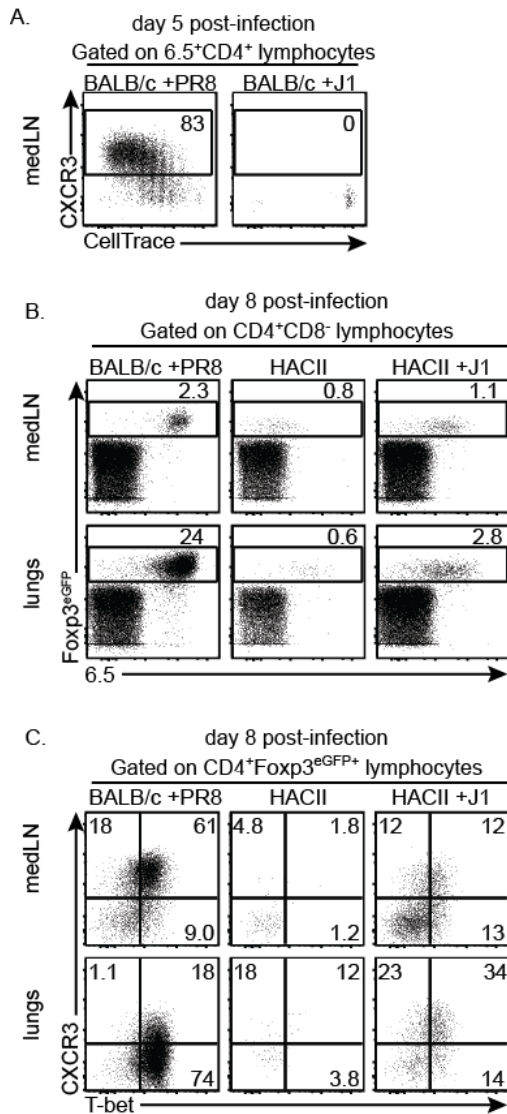 A.
day 5 post-infection
Gated on 6.5⁺CD4⁺ lymphocytes
BALB/c +PR8 BALB/c +J1
medLN
CXCR3
83 0
CellTrace
B.
day 8 post-infection
Gated on CD4⁺CD8⁻ lymphocytes
BALB/c +PR8 HACII HACII +J1
medLN
2.3 0.8 1.1
lungs
Foxp3ᵉᴳᶠᴾ
24 0.6 2.8
6.5
C.
day 8 post-infection
Gated on CD4⁺Foxp3ᵉᴳᶠᴾ⁺ lymphocytes
BALB/c +PR8 HACII HACII +J1
medLN
18 61 4.8 1.8 12 12
9.0 1.2 13
lungs
CXCR3
1.1 18 18 12 23 34
74 3.8 14
T-bet